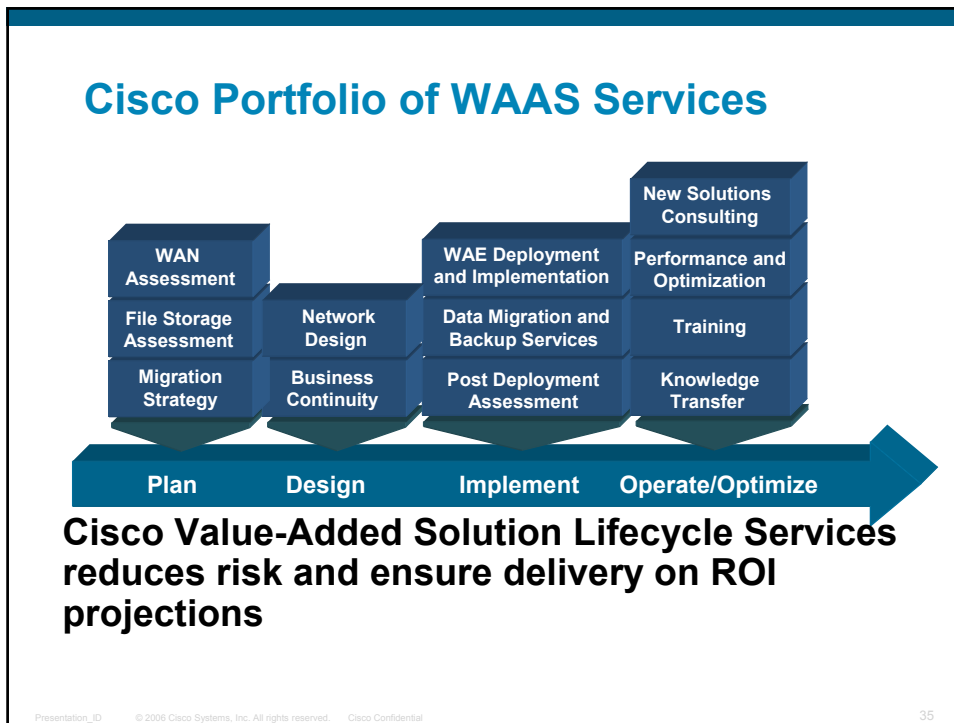 Cisco Portfolio of WAAS Services
WAN
Assessment
File Storage
Assessment
Migration
Strategy
Network
Design
Business
Continuity
WAE Deployment
and Implementation
Data Migration and
Backup Services
Post Deployment
Assessment
New Solutions
Consulting
Performance and
Optimization
Training
Knowledge
Transfer
Plan
Design
Implement
Operate/Optimize
Cisco Value-Added Solution Lifecycle Services
reduces risk and ensure delivery on ROI
projections
Presentation_ID © 2006 Cisco Systems, Inc. All rights reserved. Cisco Confidential 35